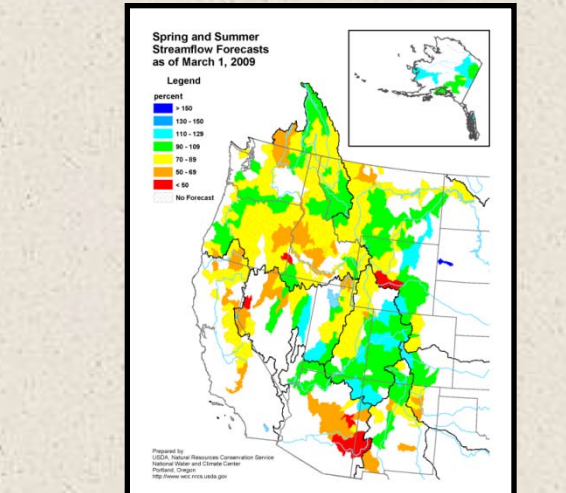 Spring and Summer
Streamflow Forecasts
as of March 1, 2009
Legend
percent
> 150
130 - 150
110 - 129
90 - 109
70 - 89
50 - 69
< 50
No Forecast
Prepared by
USDA, Natural Resources Conservation Service
National Water and Climate Center
Portland, Oregon
http://www.wcc.nrcs.usda.gov